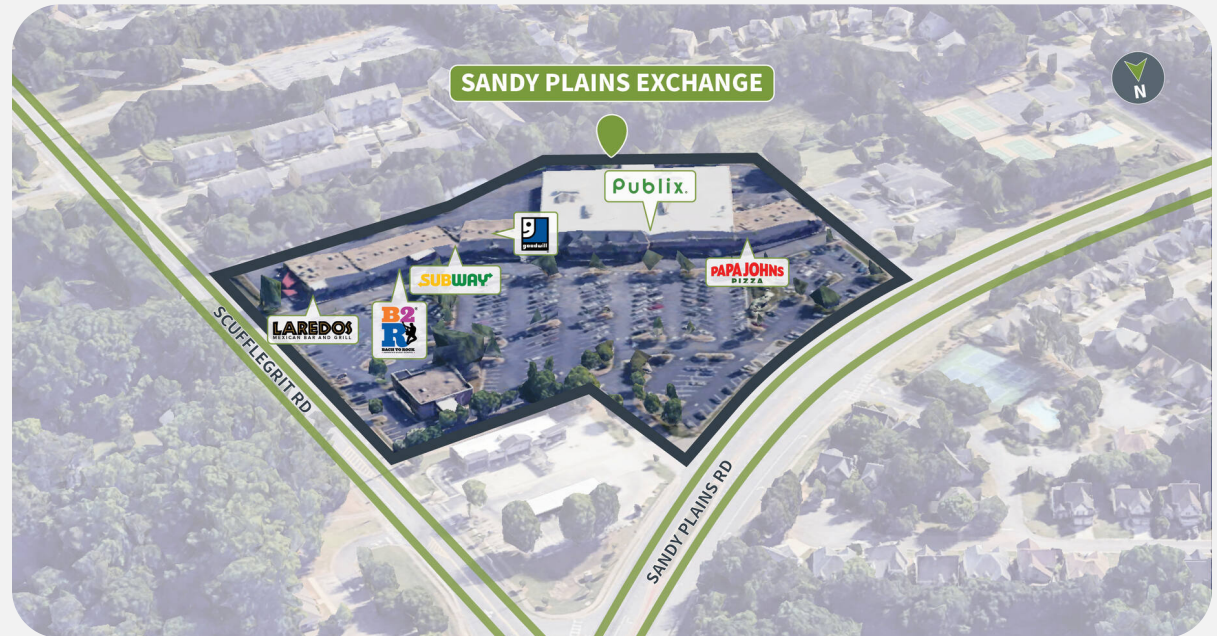 SANDY PLAINS EXCHANGE
N
Publix.
goodwill
SUBWAY
PAPA JOHNS
PIZZA
LAREDOS
MEXICAN BAR AND GRILL
B2
R
BACK TO ROCK
SCUFFLEGRIT RD
SANDY PLAINS RD